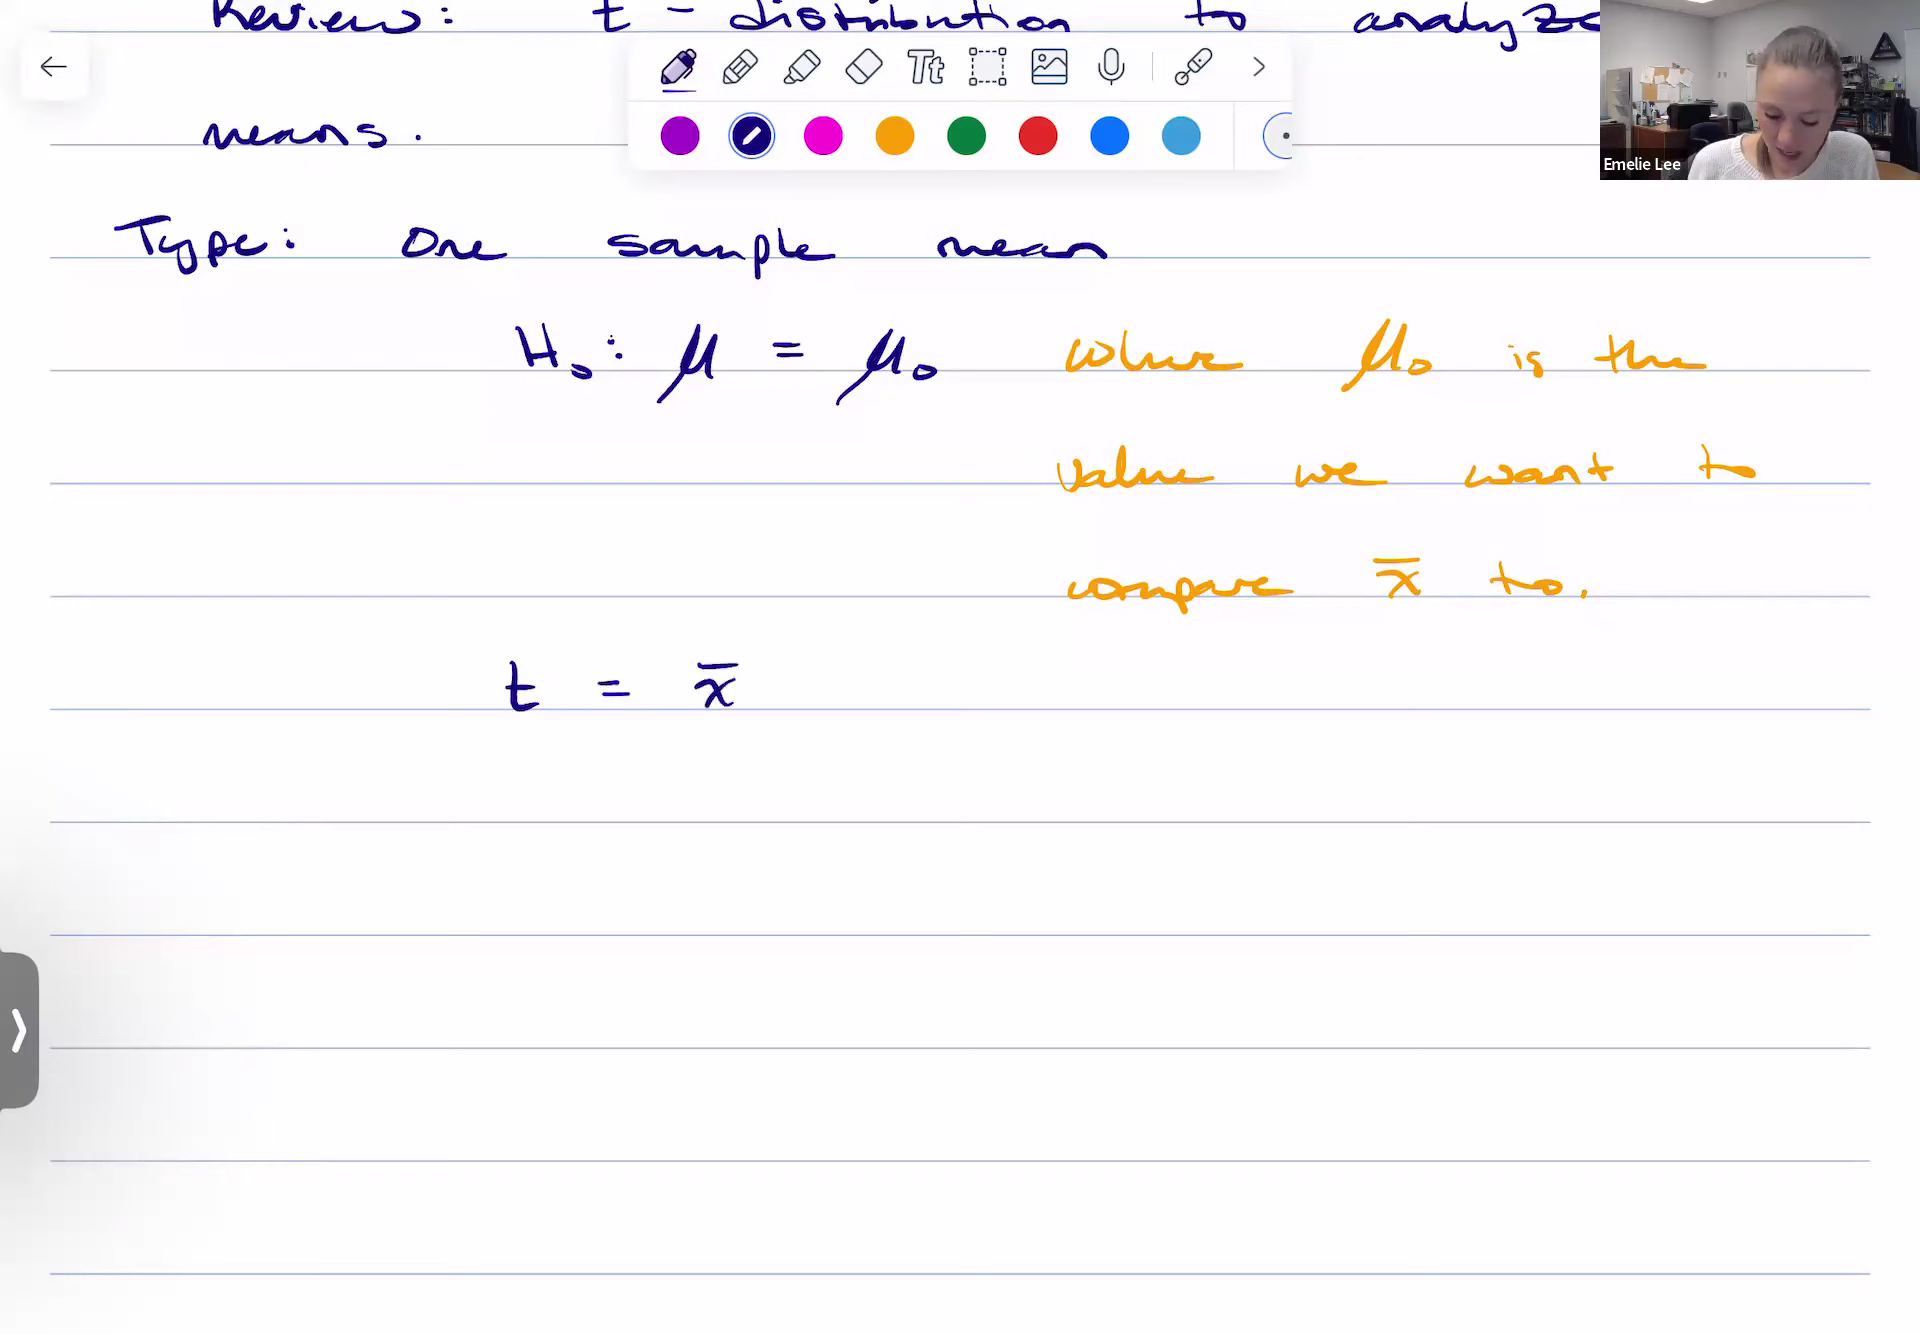 Review: t - distribution to analyze
means.
Tt
Emelie Lee
Type: One sample mean
H₀: μ = μ₀ where μ₀ is the
value we want to
compare x̄ to.
t = x̄